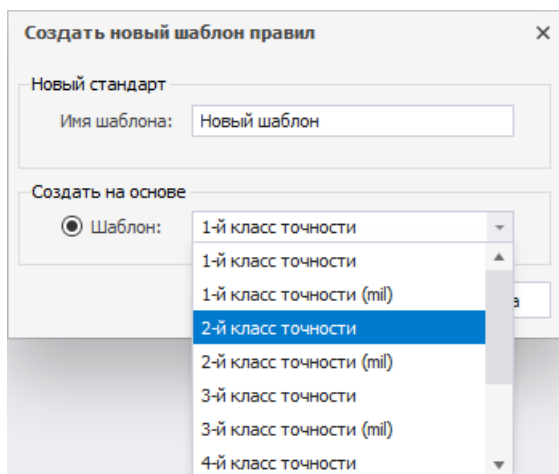 Создать новый шаблон правил
Новый стандарт
Имя шаблона: Новый шаблон
Создать на основе
Шаблон: 1-й класс точности
1-й класс точности
1-й класс точности (mil)
2-й класс точности
2-й класс точности (mil)
3-й класс точности
3-й класс точности (mil)
4-й класс точности